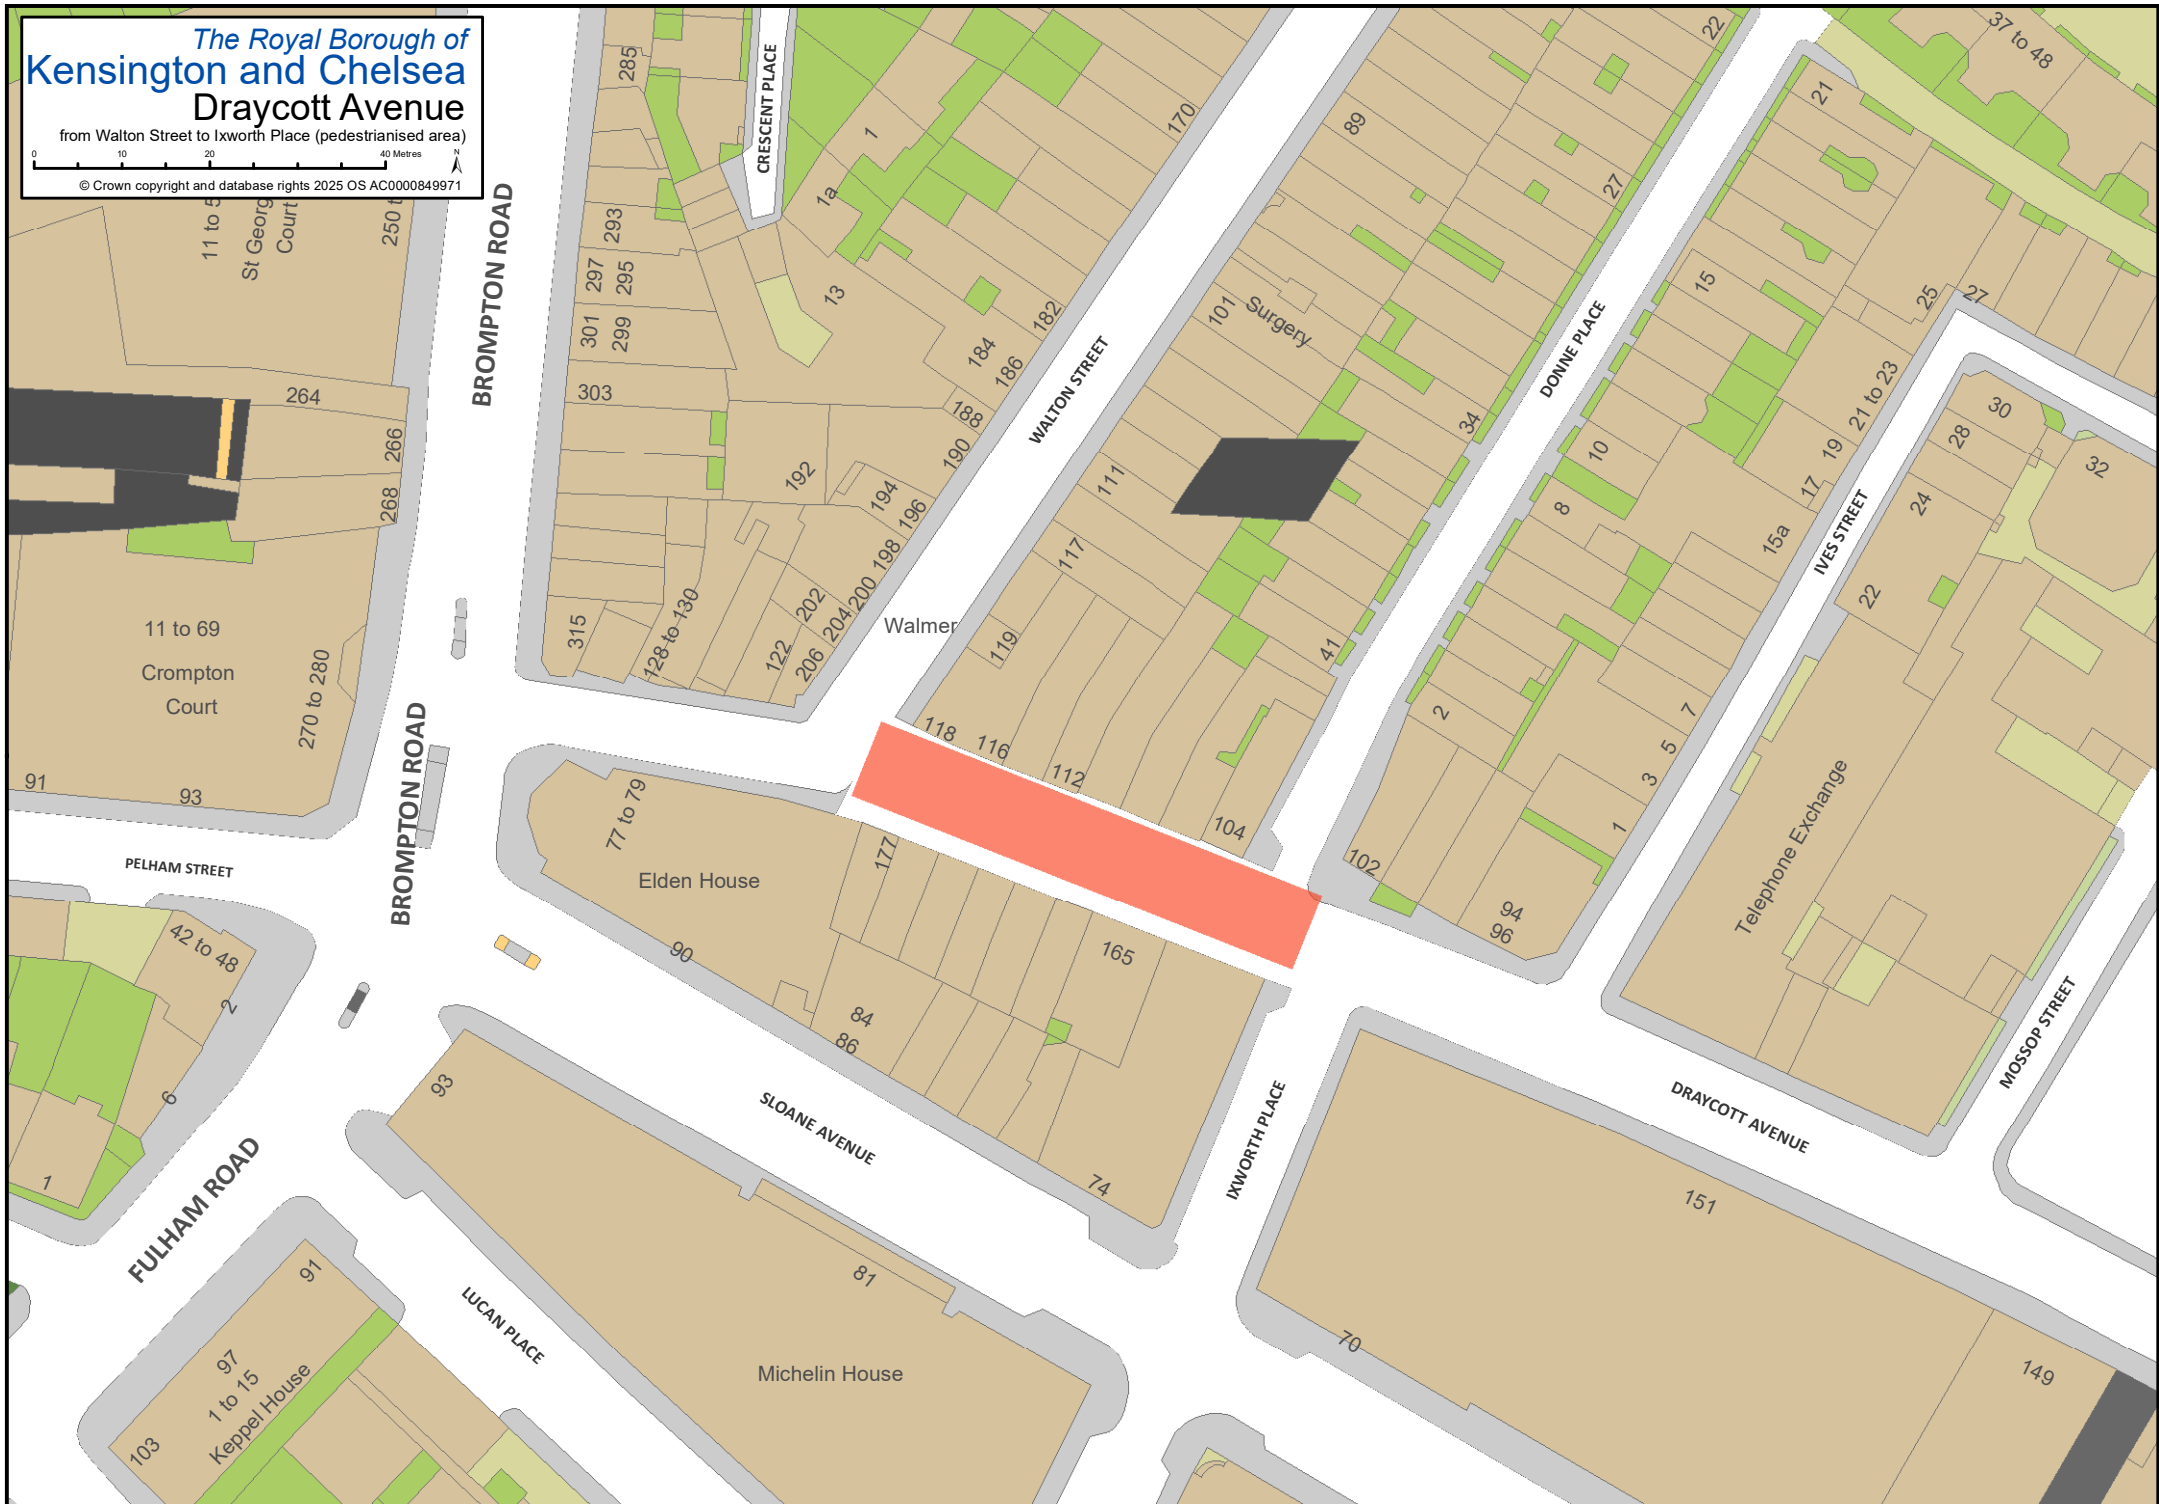 The Royal Borough of
Kensington and Chelsea
Draycott Avenue
from Walton Street to Ixworth Place (pedestrianised area)
0 10 20 40 Metres
N
© Crown copyright and database rights 2025 OS AC0000849971
285
CRESCENT PLACE
1
170
22
37 to 48
89
21
1a
27
11 to 5
St Georg
Court
250 t
BROMPTON ROAD
293
297
295
301
299
13
182
184
186
101
Surgery
15
25
27
WALTON STREET
DONNE PLACE
264
266
268
303
188
190
192
194
196
198
200
202
204
206
111
117
119
34
10
8
21 to 23
19
17
15a
IVES STREET
30
28
32
24
22
11 to 69
Crompton
Court
270 to 280
91
93
315
128 to 130
122
Walmer
41
2
7
5
3
1
Telephone Exchange
BROMPTON ROAD
118
116
112
104
102
94
96
77 to 79
177
Elden House
90
165
84
86
74
PELHAM STREET
42 to 48
2
6
1
93
SLOANE AVENUE
IXWORTH PLACE
DRAYCOTT AVENUE
MOSSOP STREET
151
FULHAM ROAD
91
LUCAN PLACE
81
Michelin House
70
149
97
1 to 15
Keppel House
103